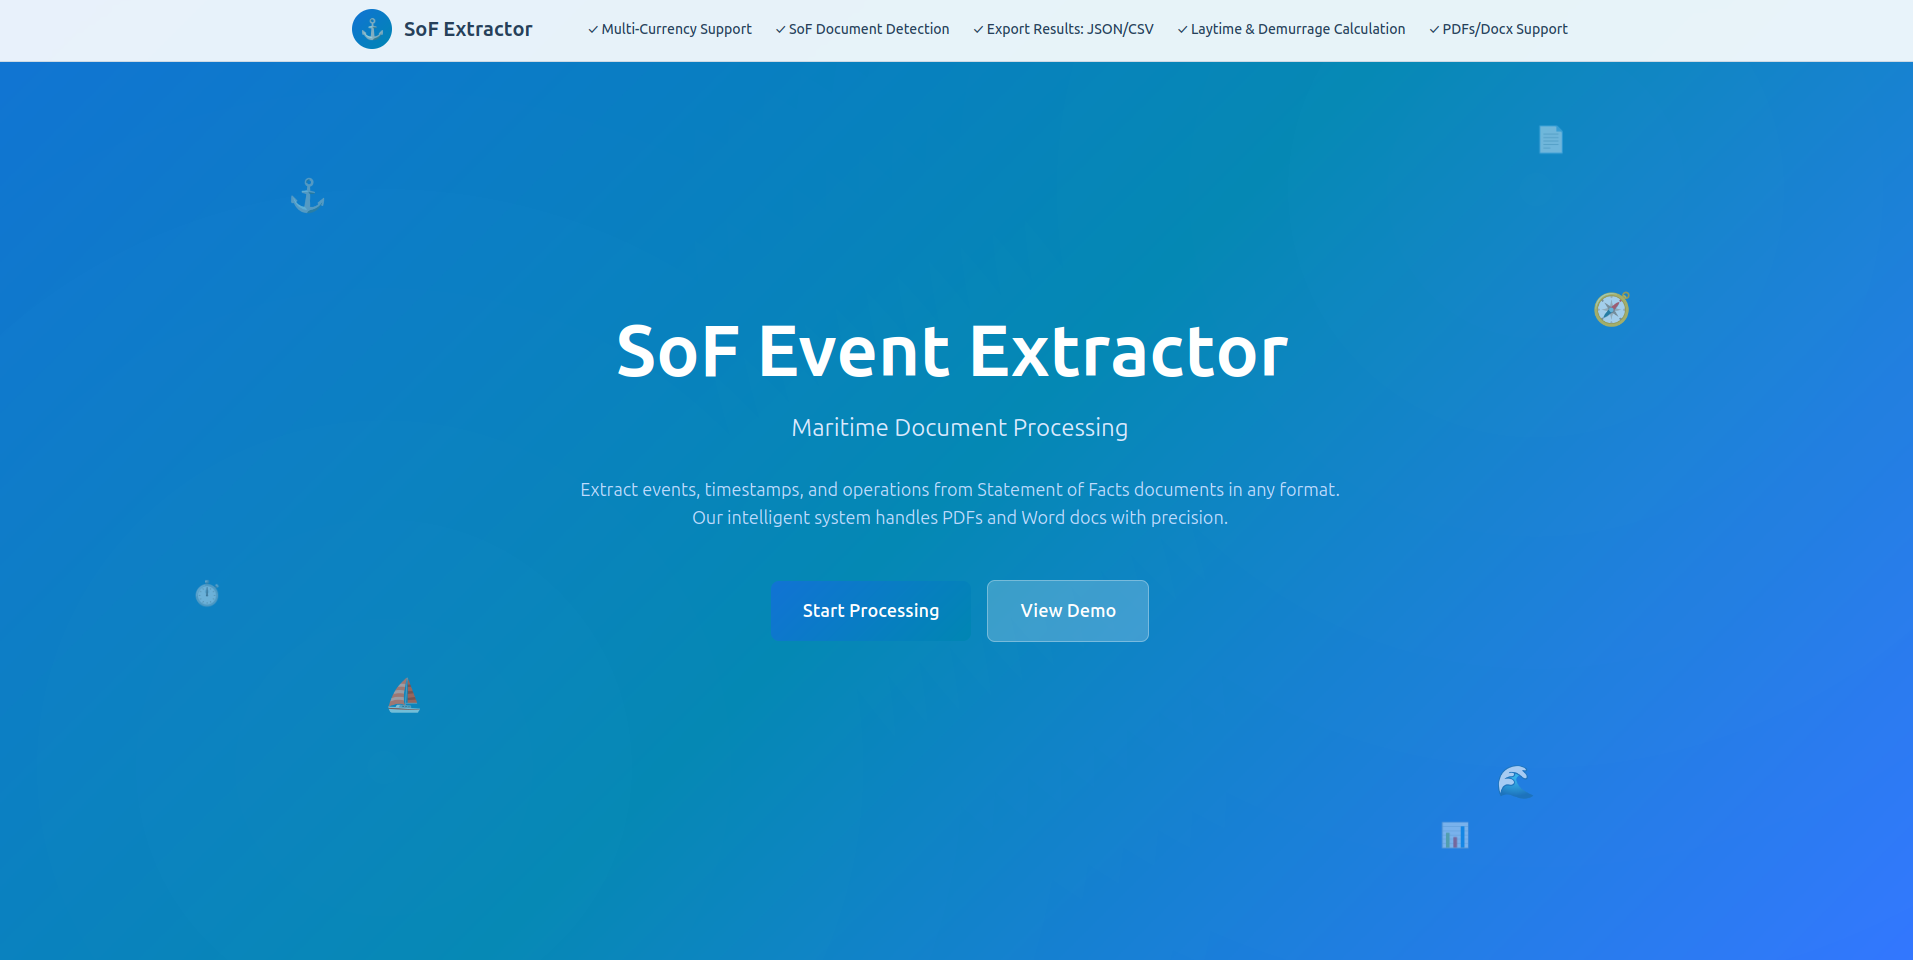 SoF Extractor
✓ Multi-Currency Support
✓ SoF Document Detection
✓ Export Results: JSON/CSV
✓ Laytime & Demurrage Calculation
✓ PDFs/Docx Support
SoF Event Extractor
Maritime Document Processing
Extract events, timestamps, and operations from Statement of Facts documents in any format.
Our intelligent system handles PDFs and Word docs with precision.
Start Processing
View Demo